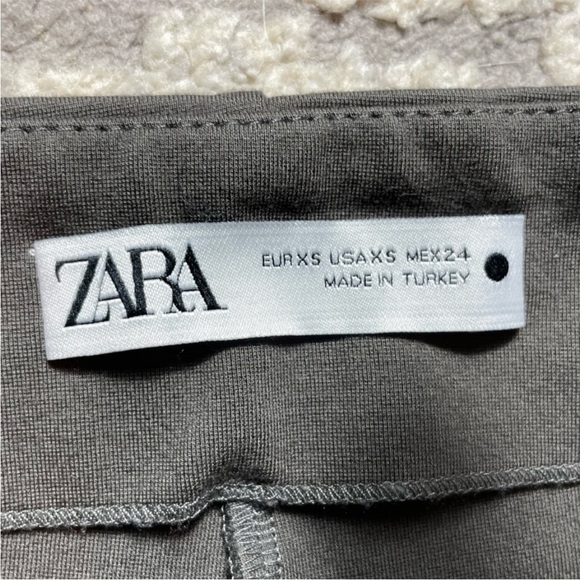 ZARA
EUR XS USA XS MEX 24
MADE IN TURKEY